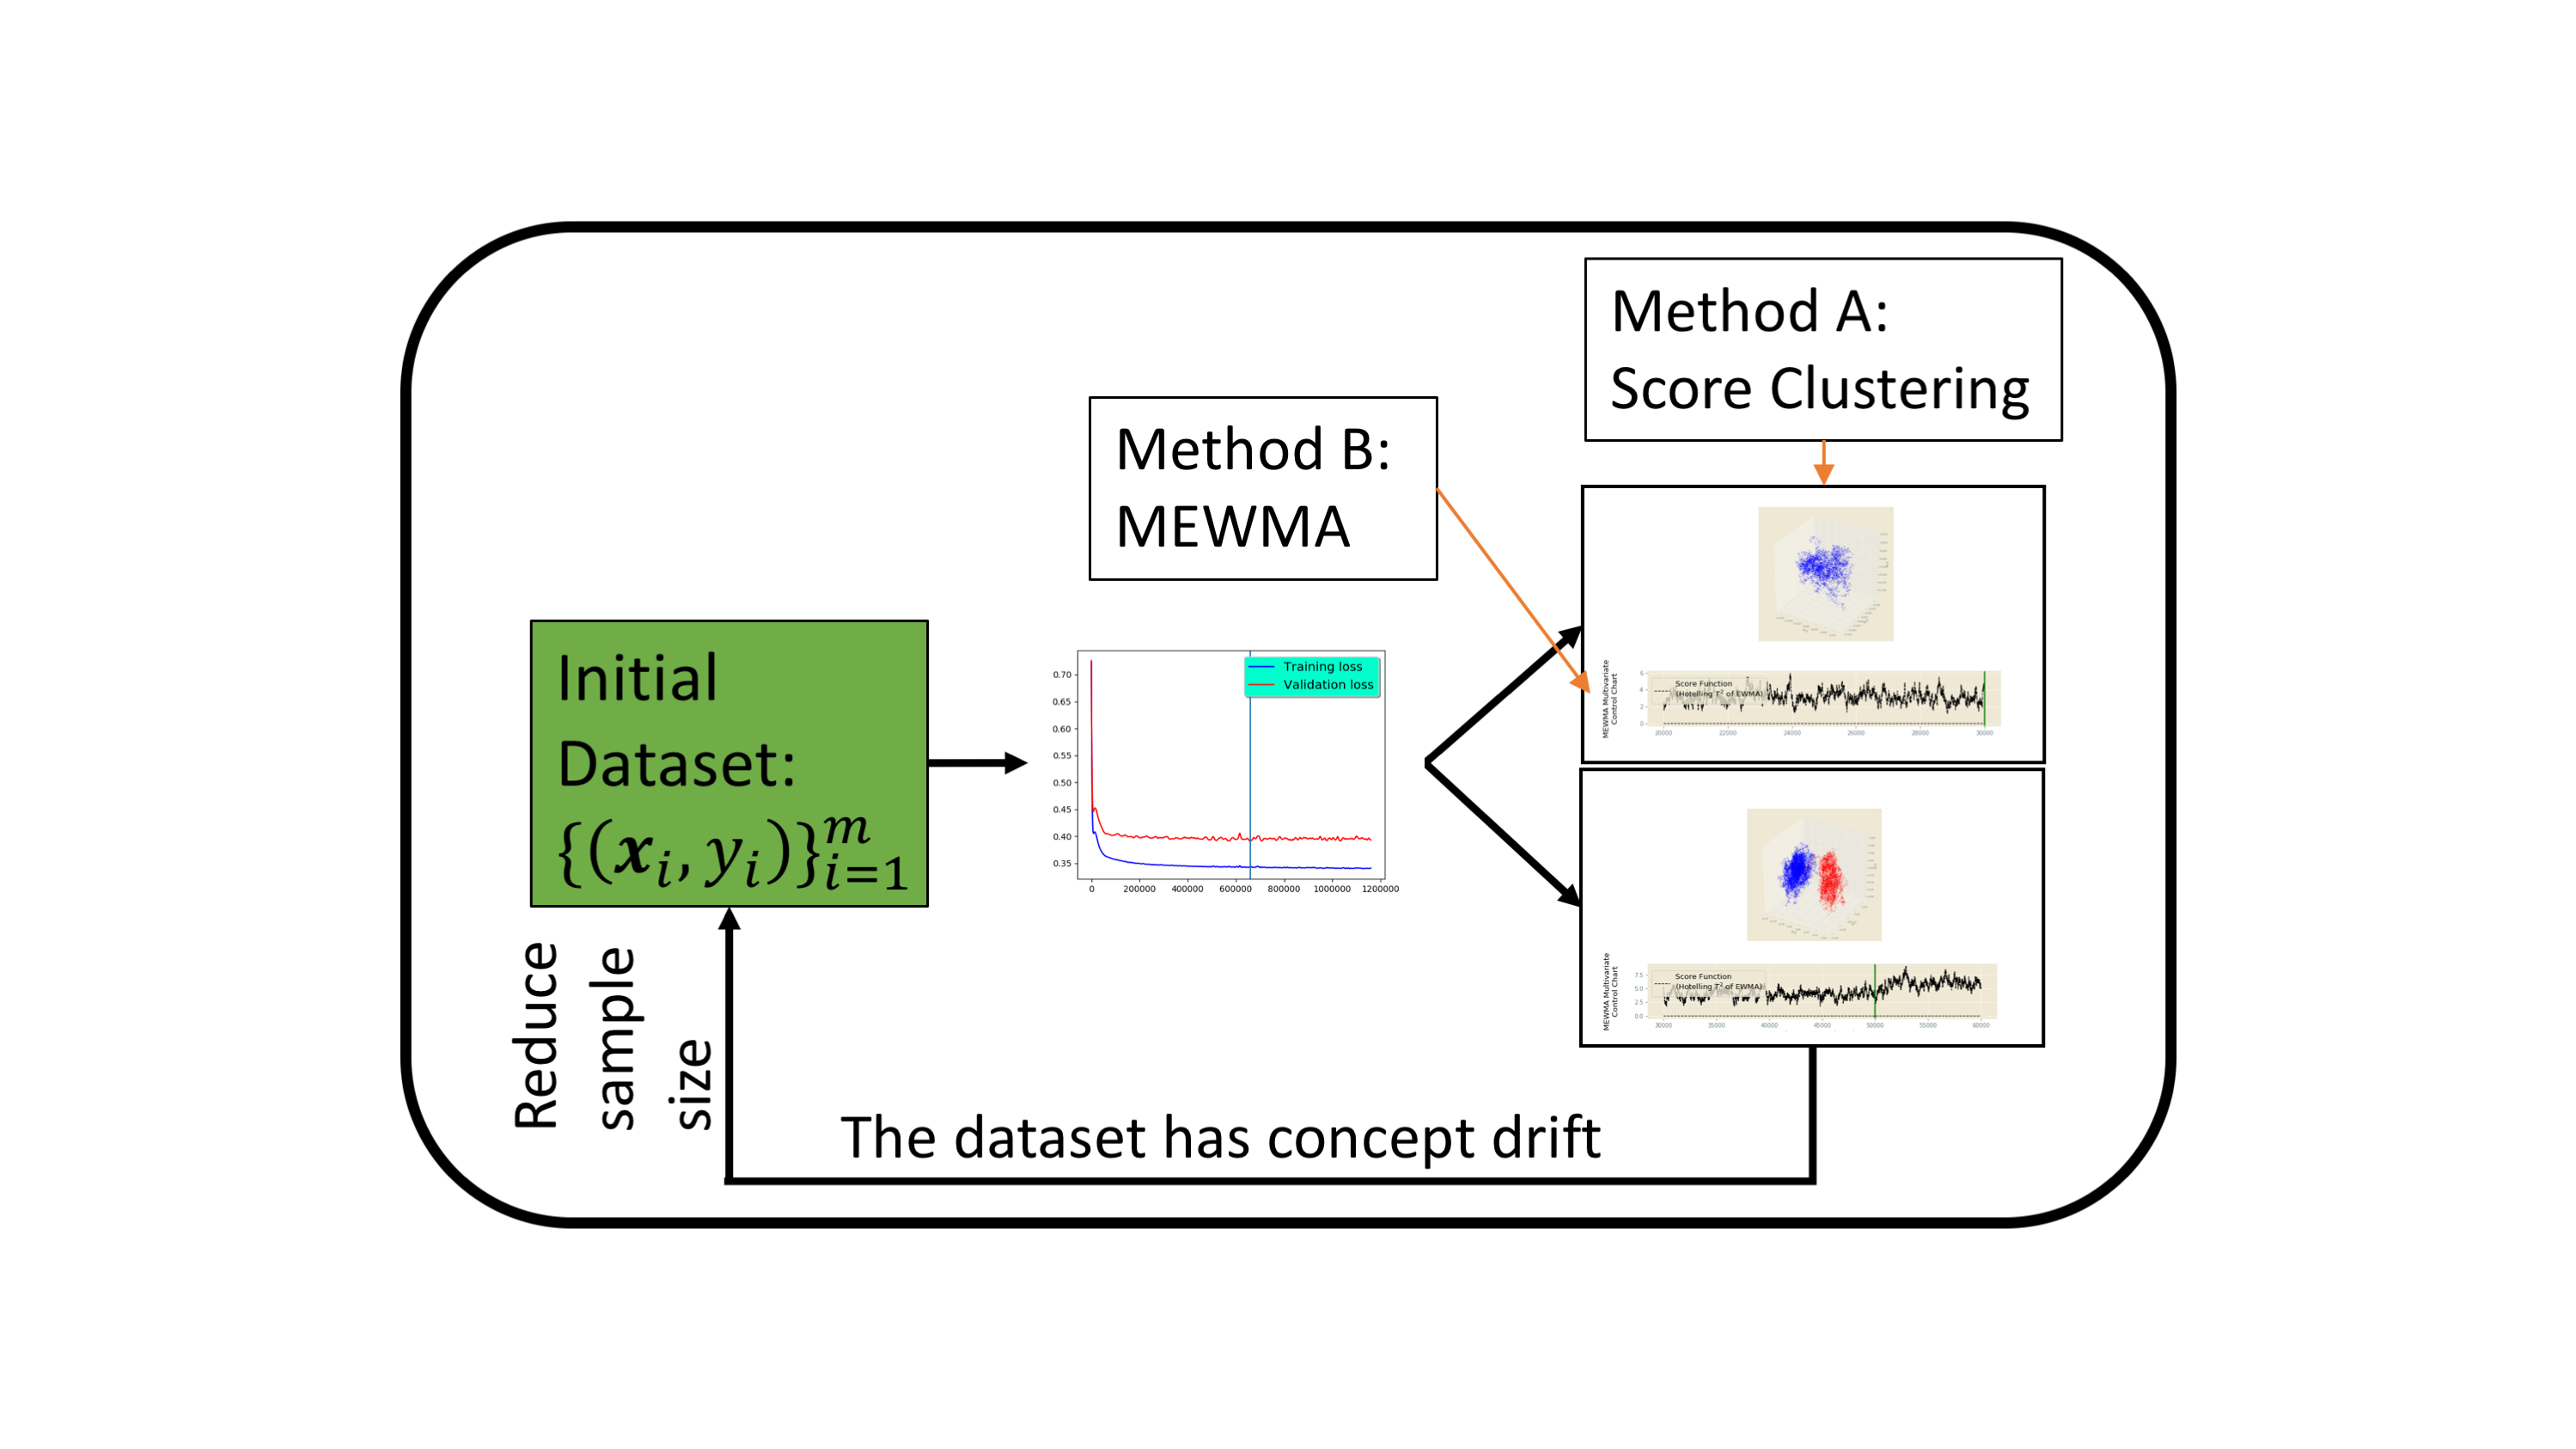 Method A:
Score Clustering
Method B:
MEWMA
Initial
Dataset:
{(x_i, y_i)}_{i=1}^m
Training loss
Validation loss
0.70
0.65
0.60
0.55
0.50
0.45
0.40
0.35
0 200000 400000 600000 800000 1000000 1200000
MEWMA Multivariate
Control Chart
Score Function
(Hotelling T² of EWMA)
6
4
2
0
20000 22000 24000 26000 28000 30000
MEWMA Multivariate
Control Chart
Score Function
(Hotelling T² of EWMA)
7.5
5.0
2.5
0.0
30000 35000 40000 45000 50000 55000 60000
Reduce
sample
size
The dataset has concept drift